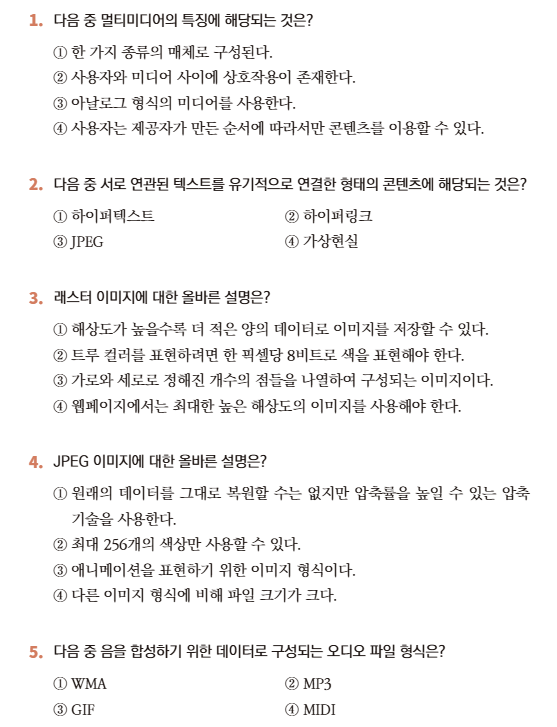 1. 다음 중 멀티미디어의 특징에 해당되는 것은?
① 한 가지 종류의 매체로 구성된다.
② 사용자와 미디어 사이에 상호작용이 존재한다.
③ 아날로그 형식의 미디어를 사용한다.
④ 사용자는 제공자가 만든 순서에 따라서만 콘텐츠를 이용할 수 있다.
2. 다음 중 서로 연관된 텍스트를 유기적으로 연결한 형태의 콘텐츠에 해당되는 것은?
① 하이퍼텍스트 ② 하이퍼링크
③ JPEG ④ 가상현실
3. 래스터 이미지에 대한 올바른 설명은?
① 해상도가 높을수록 더 적은 양의 데이터로 이미지를 저장할 수 있다.
② 트루 컬러를 표현하려면 한 픽셀당 8비트로 색을 표현해야 한다.
③ 가로와 세로로 정해진 개수의 점들을 나열하여 구성되는 이미지이다.
④ 웹페이지에서는 최대한 높은 해상도의 이미지를 사용해야 한다.
4. JPEG 이미지에 대한 올바른 설명은?
① 원래의 데이터를 그대로 복원할 수는 없지만 압축률을 높일 수 있는 압축
기술을 사용한다.
② 최대 256개의 색상만 사용할 수 있다.
③ 애니메이션을 표현하기 위한 이미지 형식이다.
④ 다른 이미지 형식에 비해 파일 크기가 크다.
5. 다음 중 음을 합성하기 위한 데이터로 구성되는 오디오 파일 형식은?
① WMA ② MP3
③ GIF ④ MIDI